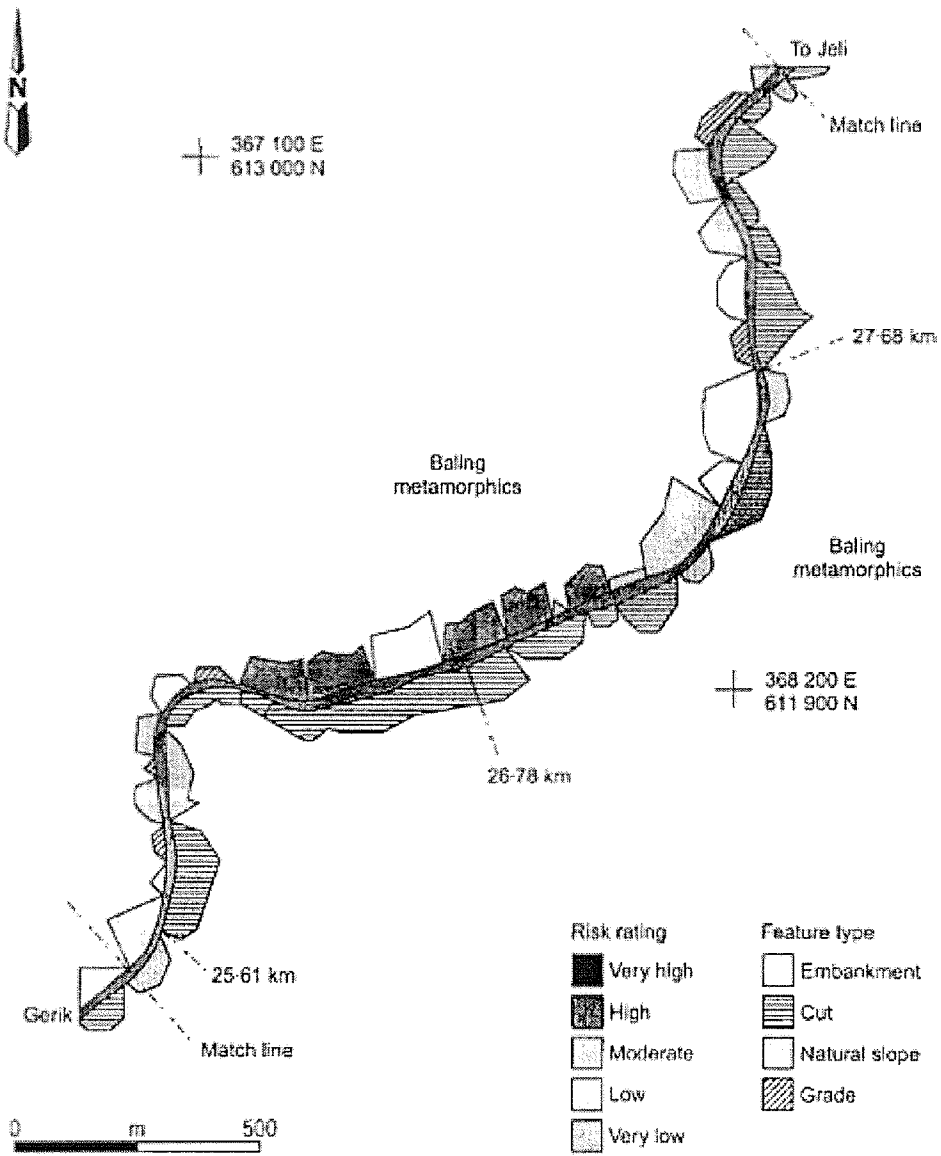 N
To Jeli
Match line
367 100 E
613 000 N
27·68 km
Baling
metamorphics
Baling
metamorphics
368 200 E
611 900 N
26·78 km
25·61 km
Gerik
Match line
Risk rating
Very high
High
Moderate
Low
Very low
Feature type
Embankment
Cut
Natural slope
Grade
0 m 500